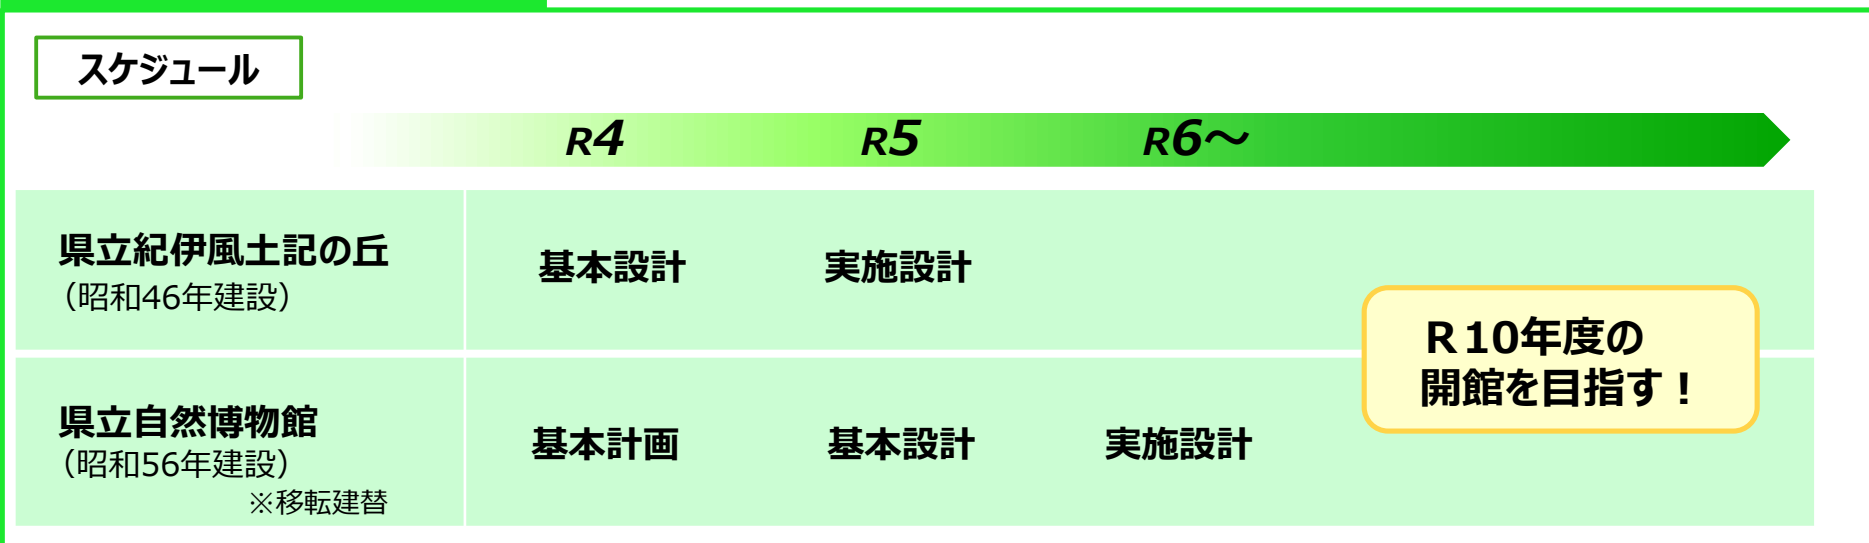 スケジュール
R4 R5 R6～
県立紀伊風土記の丘
（昭和46年建設）
基本設計 実施設計
R10年度の
開館を目指す！
県立自然博物館
（昭和56年建設）
※移転建替
基本計画 基本設計 実施設計